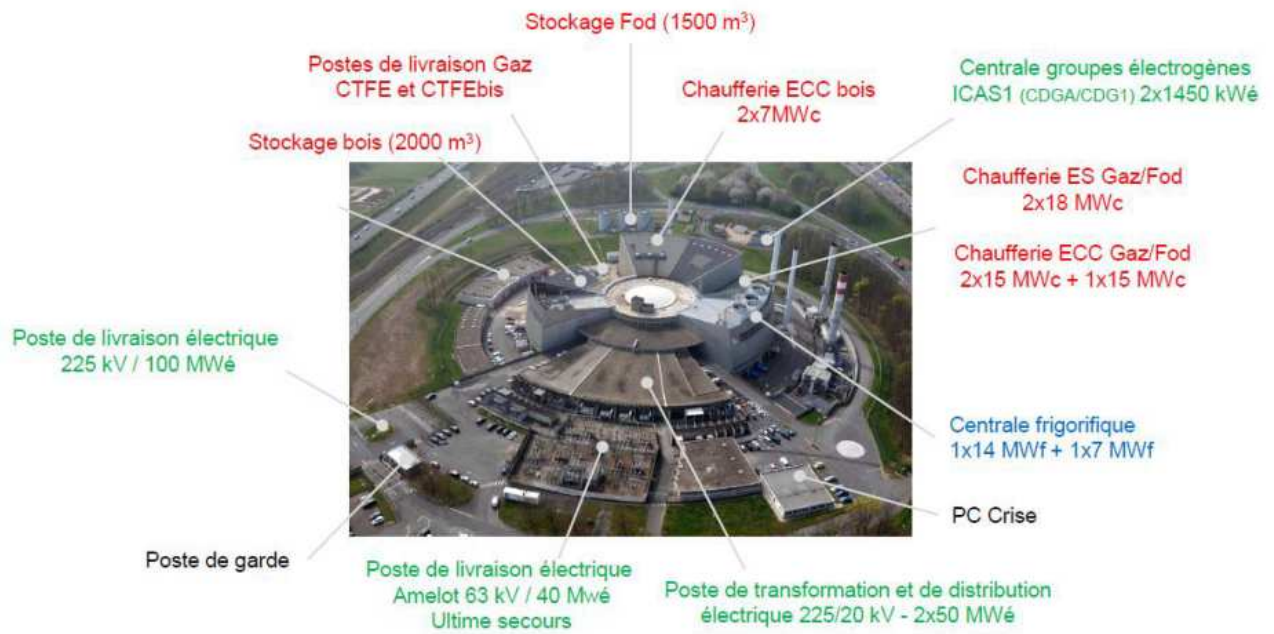 Stockage Fod (1500 m³)
Postes de livraison Gaz
CTFE et CTFEbis
Chaufferie ECC bois
2x7MWc
Centrale groupes électrogènes
ICAS1 (CDGA/CDG1) 2x1450 kWé
Stockage bois (2000 m³)
Chaufferie ES Gaz/Fod
2x18 MWc
Chaufferie ECC Gaz/Fod
2x15 MWc + 1x15 MWc
Poste de livraison électrique
225 kV / 100 MWé
Centrale frigorifique
1x14 MWf + 1x7 MWf
PC Crise
Poste de garde
Poste de livraison électrique
Amelot 63 kV / 40 Mwé
Ultime secours
Poste de transformation et de distribution
électrique 225/20 kV - 2x50 MWé